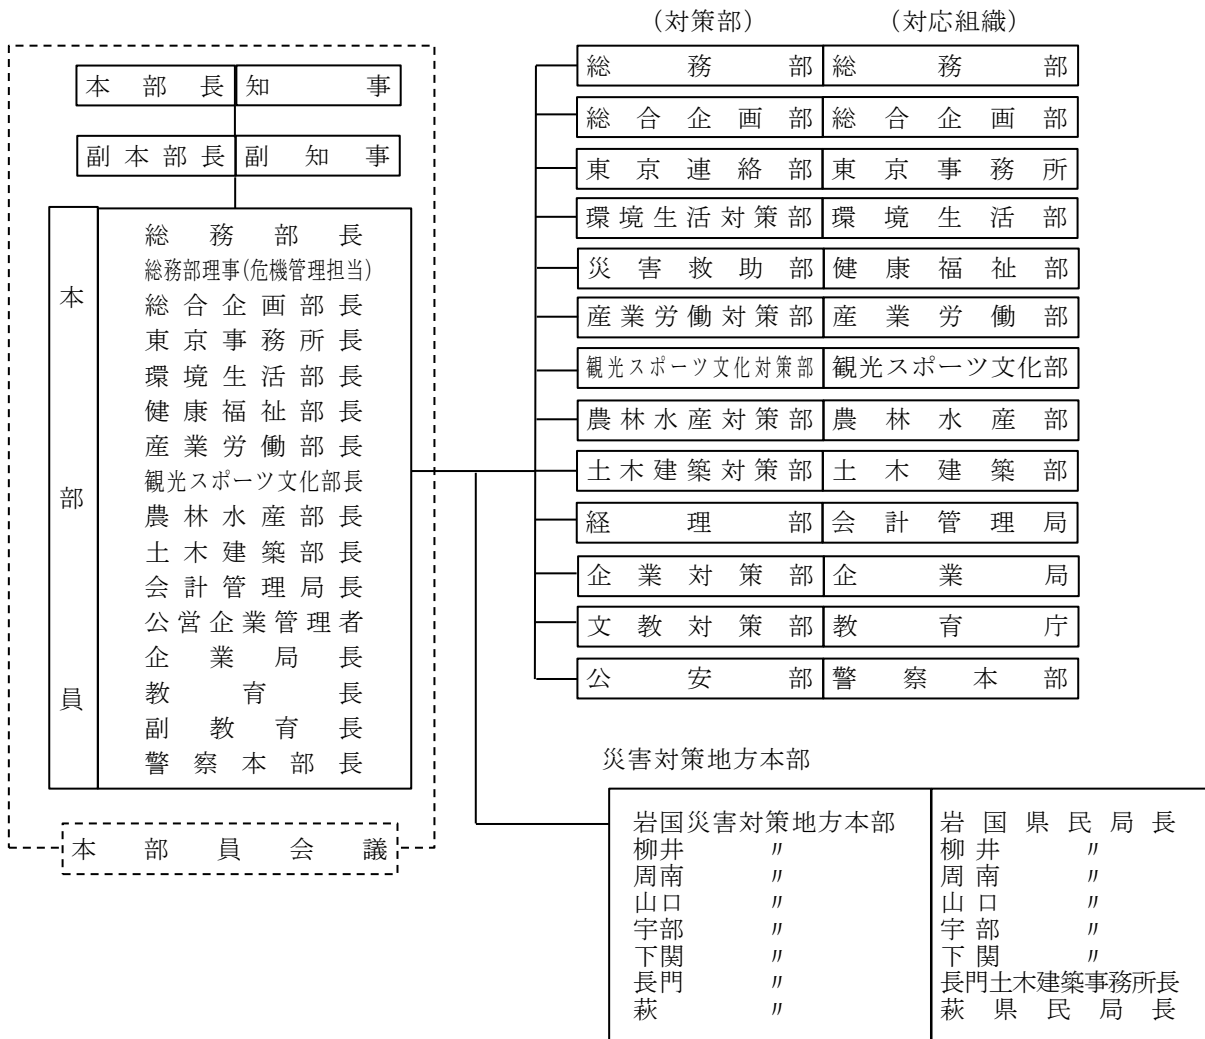 (対策部) (対応組織)
本部長 知事
副本部長 副知事
本部員
総務部長
総務部理事(危機管理担当)
総合企画部長
東京事務所長
環境生活部長
健康福祉部長
産業労働部長
観光スポーツ文化部長
農林水産部長
土木建築部長
会計管理局長
公営企業管理者
企業局長
教育長
副教育長
警察本部長
本部員会議
総務部 総務部
総合企画部 総合企画部
東京連絡部 東京事務所
環境生活対策部 環境生活部
災害救助部 健康福祉部
産業労働対策部 産業労働部
観光スポーツ文化対策部 観光スポーツ文化部
農林水産対策部 農林水産部
土木建築対策部 土木建築部
経理部 会計管理局
企業対策部 企業局
文教対策部 教育庁
公安部 警察本部
災害対策地方本部
岩国災害対策地方本部 岩国県民局長
柳井 〃 柳井 〃
周南 〃 周南 〃
山口 〃 山口 〃
宇部 〃 宇部 〃
下関 〃 下関 〃
長門 〃 長門土木建築事務所長
萩 〃 萩県民局長